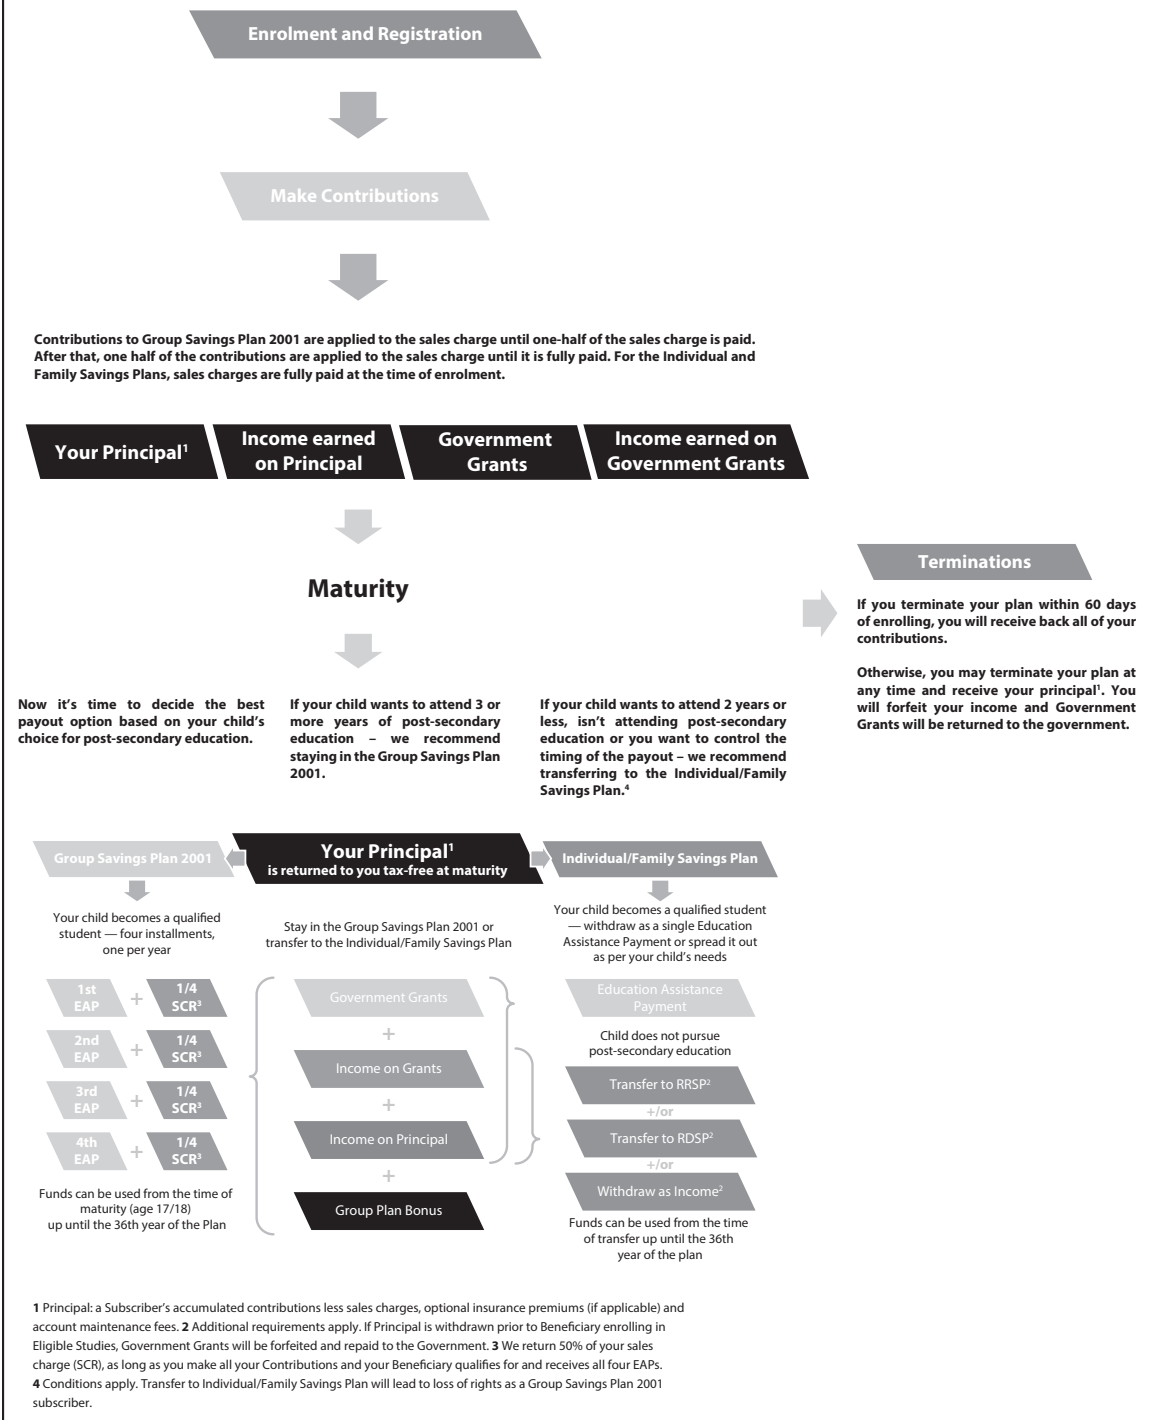 Enrolment and Registration
Make Contributions
Contributions to Group Savings Plan 2001 are applied to the sales charge until one-half of the sales charge is paid.
After that, one half of the contributions are applied to the sales charge until it is fully paid. For the Individual and
Family Savings Plans, sales charges are fully paid at the time of enrolment.
Your Principal¹
Income earned
on Principal
Government
Grants
Income earned on
Government Grants
Maturity
Terminations
If you terminate your plan within 60 days
of enrolling, you will receive back all of your
contributions.
Otherwise, you may terminate your plan at
any time and receive your principal¹. You
will forfeit your income and Government
Grants will be returned to the government.
Now it's time to decide the best
payout option based on your child's
choice for post-secondary education.
If your child wants to attend 3 or
more years of post-secondary
education – we recommend
staying in the Group Savings Plan
2001.
If your child wants to attend 2 years or
less, isn't attending post-secondary
education or you want to control the
timing of the payout – we recommend
transferring to the Individual/Family
Savings Plan.⁴
Group Savings Plan 2001
Your Principal¹
is returned to you tax-free at maturity
Individual/Family Savings Plan
Your child becomes a qualified
student — four installments,
one per year
Stay in the Group Savings Plan 2001 or
transfer to the Individual/Family Savings Plan
Your child becomes a qualified student
— withdraw as a single Education
Assistance Payment or spread it out
as per your child's needs
1st
EAP
+
1/4
SCR³
2nd
EAP
+
1/4
SCR³
3rd
EAP
+
1/4
SCR³
4th
EAP
+
1/4
SCR³
Funds can be used from the time of
maturity (age 17/18)
up until the 36th year of the Plan
Government Grants
+
Income on Grants
+
Income on Principal
+
Group Plan Bonus
Education Assistance
Payment
Child does not pursue
post-secondary education
Transfer to RRSP²
+/or
Transfer to RDSP²
+/or
Withdraw as Income²
Funds can be used from the time
of transfer up until the 36th
year of the plan
1 Principal: a Subscriber's accumulated contributions less sales charges, optional insurance premiums (if applicable) and
account maintenance fees. 2 Additional requirements apply. If Principal is withdrawn prior to Beneficiary enrolling in
Eligible Studies, Government Grants will be forfeited and repaid to the Government. 3 We return 50% of your sales
charge (SCR), as long as you make all your Contributions and your Beneficiary qualifies for and receives all four EAPs.
4 Conditions apply. Transfer to Individual/Family Savings Plan will lead to loss of rights as a Group Savings Plan 2001
subscriber.